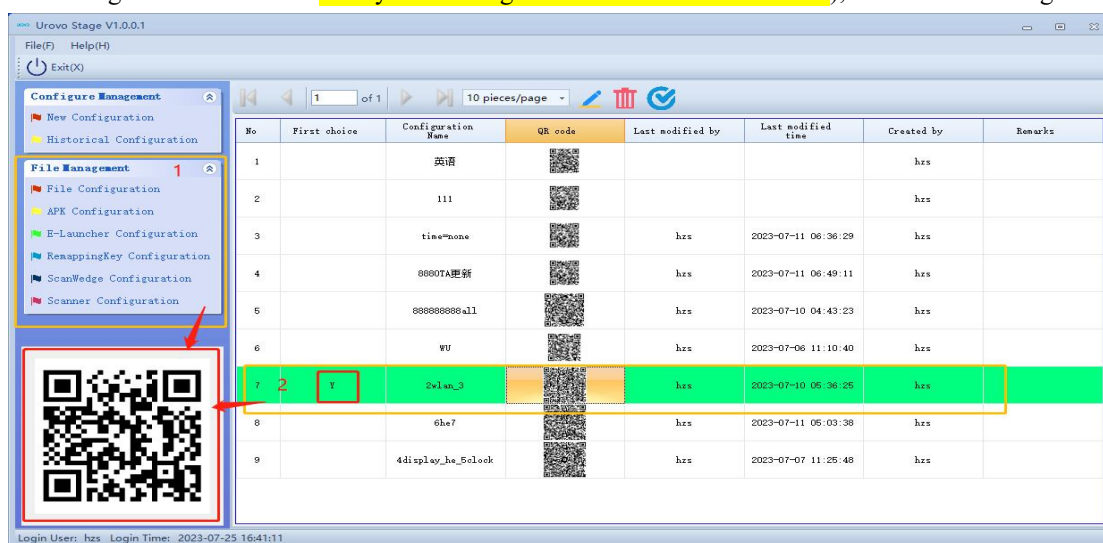 Urovo Stage V1.0.0.1
File(F) Help(H)
Exit(X)
Configure Management
New Configuration
Historical Configuration
File Management 1
File Configuration
APK Configuration
E-Launcher Configuration
RemappingKey Configuration
ScanWedge Configuration
Scanner Configuration
1 of 1 10 pieces/page
No First choice Configuration Name QR code Last modified by Last modified time Created by Remarks
1 英语 hzs
2 111 hzs
3 time=none hzs 2023-07-11 06:36:29 hzs
4 8880TA更新 hzs 2023-07-11 06:49:11 hzs
5 888888888all hzs 2023-07-10 04:43:23 hzs
6 WU hzs 2023-07-06 11:10:40 hzs
7 2 Y 2wlan_3 hzs 2023-07-10 05:36:25 hzs
8 6he7 hzs 2023-07-11 05:03:38 hzs
9 4display_he_5clock hzs 2023-07-07 11:25:48 hzs
Login User: hzs Login Time: 2023-07-25 16:41:11